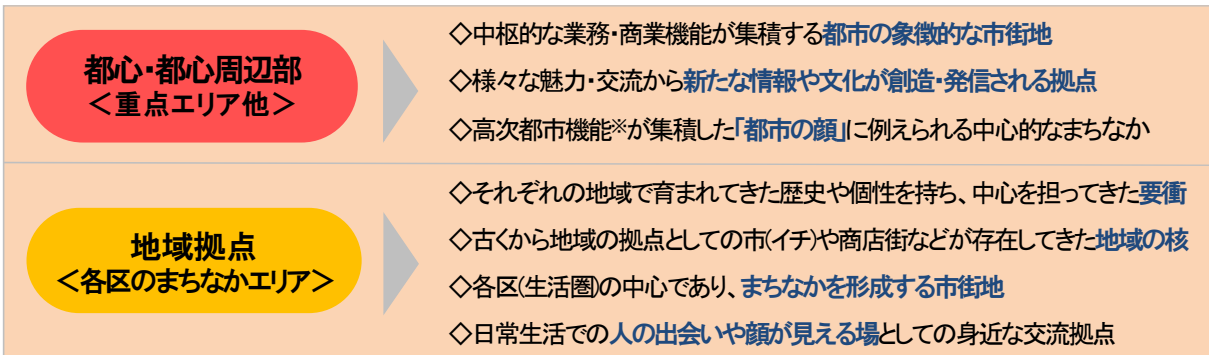 都心・都心周辺部
＜重点エリア他＞
◇中枢的な業務・商業機能が集積する都市の象徴的な市街地
◇様々な魅力・交流から新たな情報や文化が創造・発信される拠点
◇高次都市機能※が集積した「都市の顔」に例えられる中心的なまちなか
地域拠点
＜各区のまちなかエリア＞
◇それぞれの地域で育まれてきた歴史や個性を持ち、中心を担ってきた要衝
◇古くから地域の拠点としての市(イチ)や商店街などが存在してきた地域の核
◇各区(生活圏)の中心であり、まちなかを形成する市街地
◇日常生活での人の出会いや顔が見える場としての身近な交流拠点